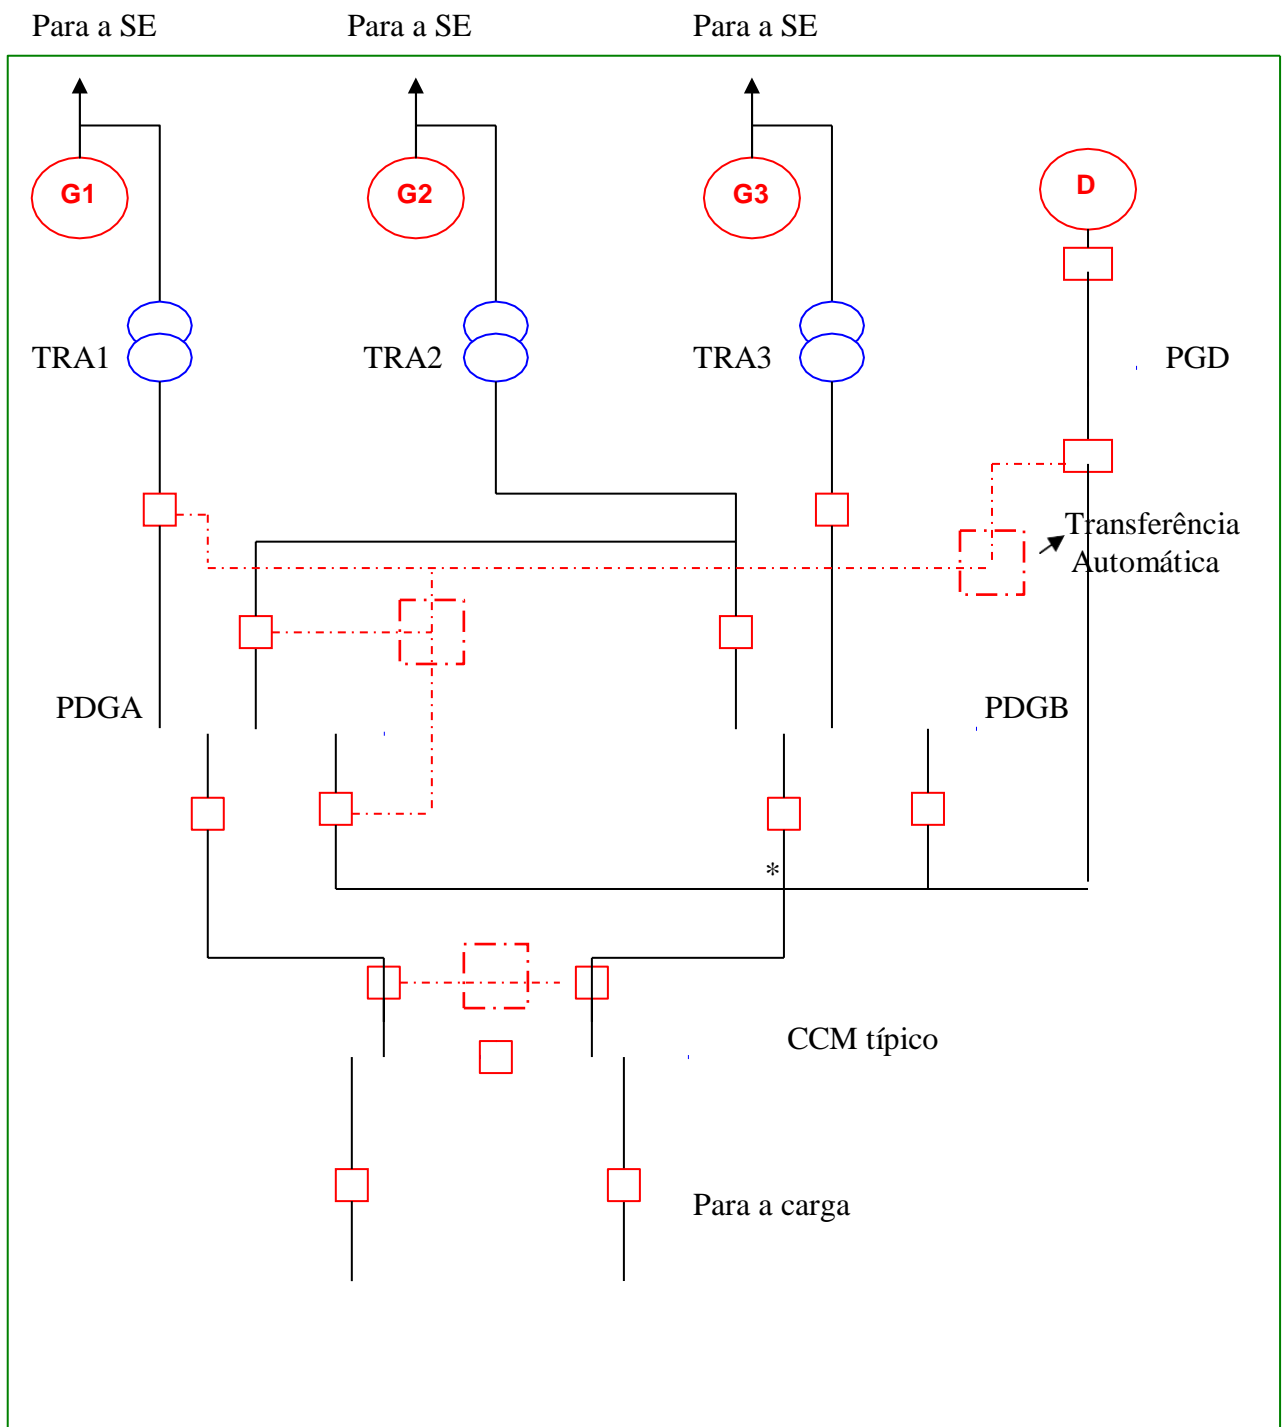 Para a SE
Para a SE
Para a SE
G1
G2
G3
D
TRA1
TRA2
TRA3
PGD
Transferência
Automática
PDGA
PDGB
*
CCM típico
Para a carga